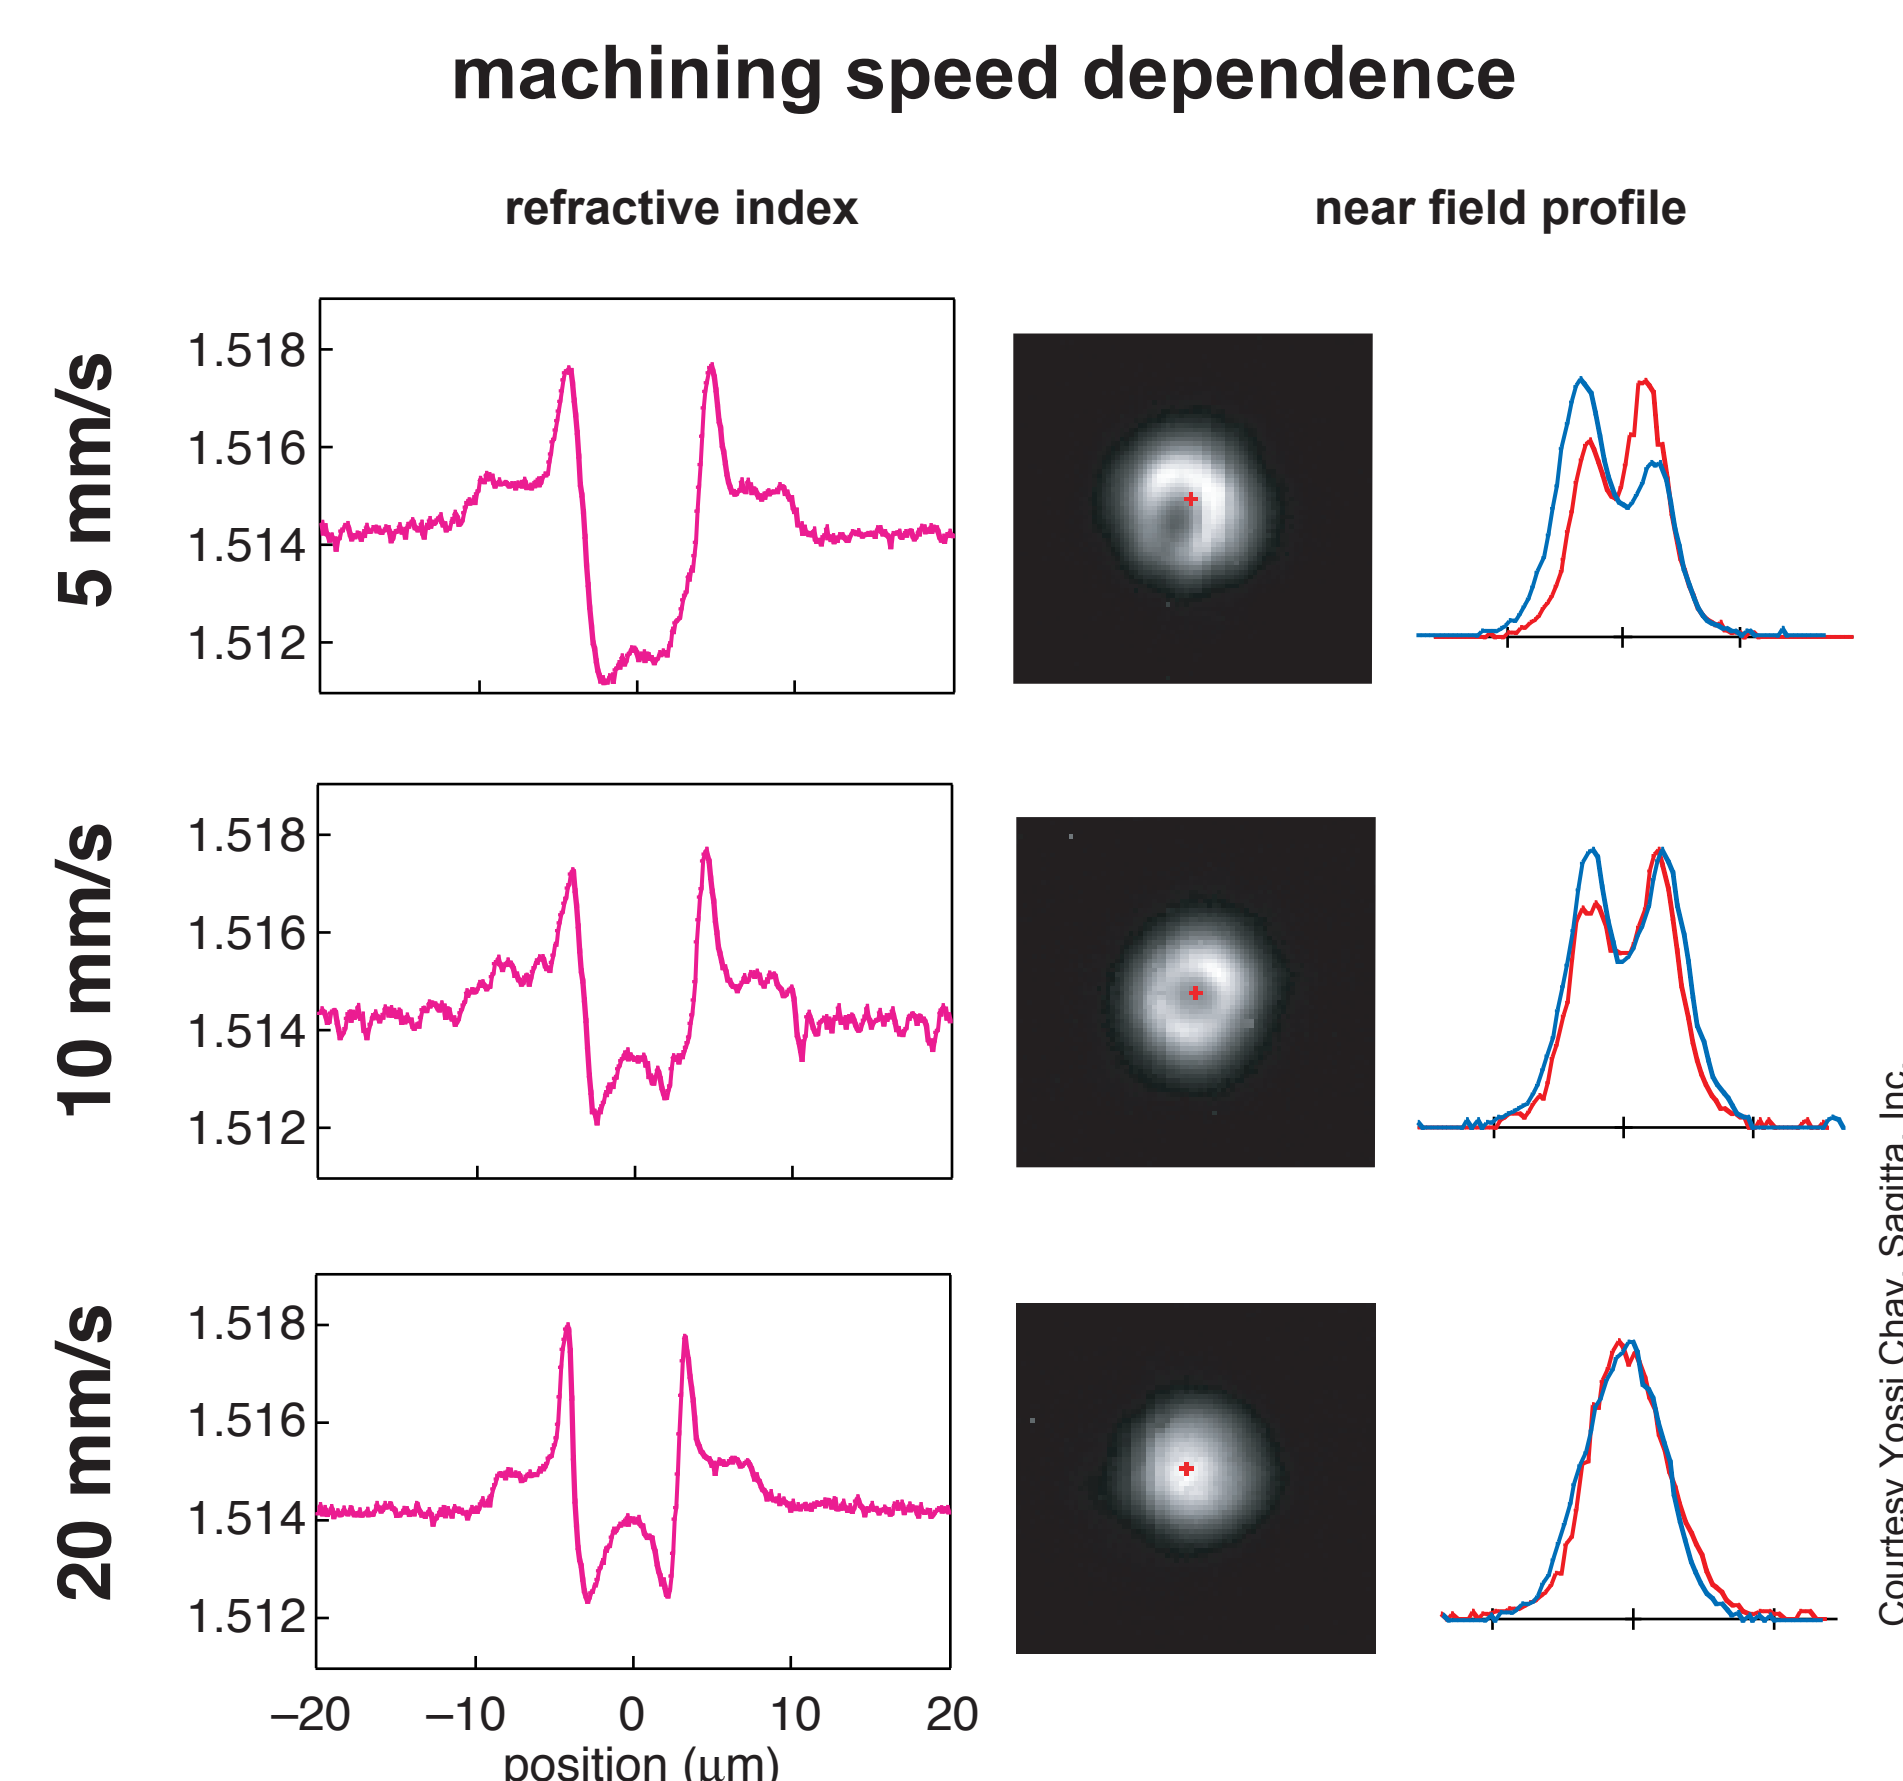 machining speed dependence
refractive index
near field profile
5 mm/s
1.518
1.516
1.514
1.512
10 mm/s
1.518
1.516
1.514
1.512
20 mm/s
1.518
1.516
1.514
1.512
–20 –10 0 10 20
position (μm)
Courtesy Yossi Chay, Sagitta, Inc.